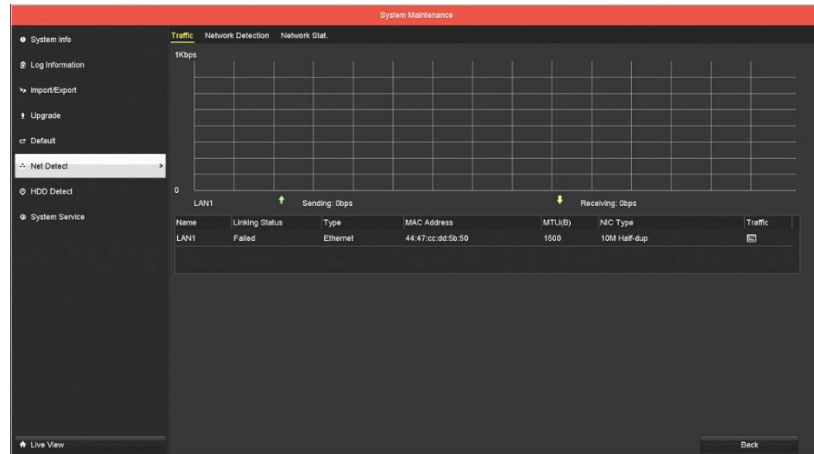 System Maintenance
System Info
Log Information
Import/Export
Upgrade
Default
Net Detect
HDD Detect
System Service
Live View
Traffic Network Detection Network Stat.
1Kbps
0
LAN1 Sending: 0bps Receiving: 0bps
Name Linking Status Type MAC Address MTU(B) NIC Type Traffic
LAN1 Failed Ethernet 44:47:cc:dd:5b:50 1500 10M Half-dup
Back